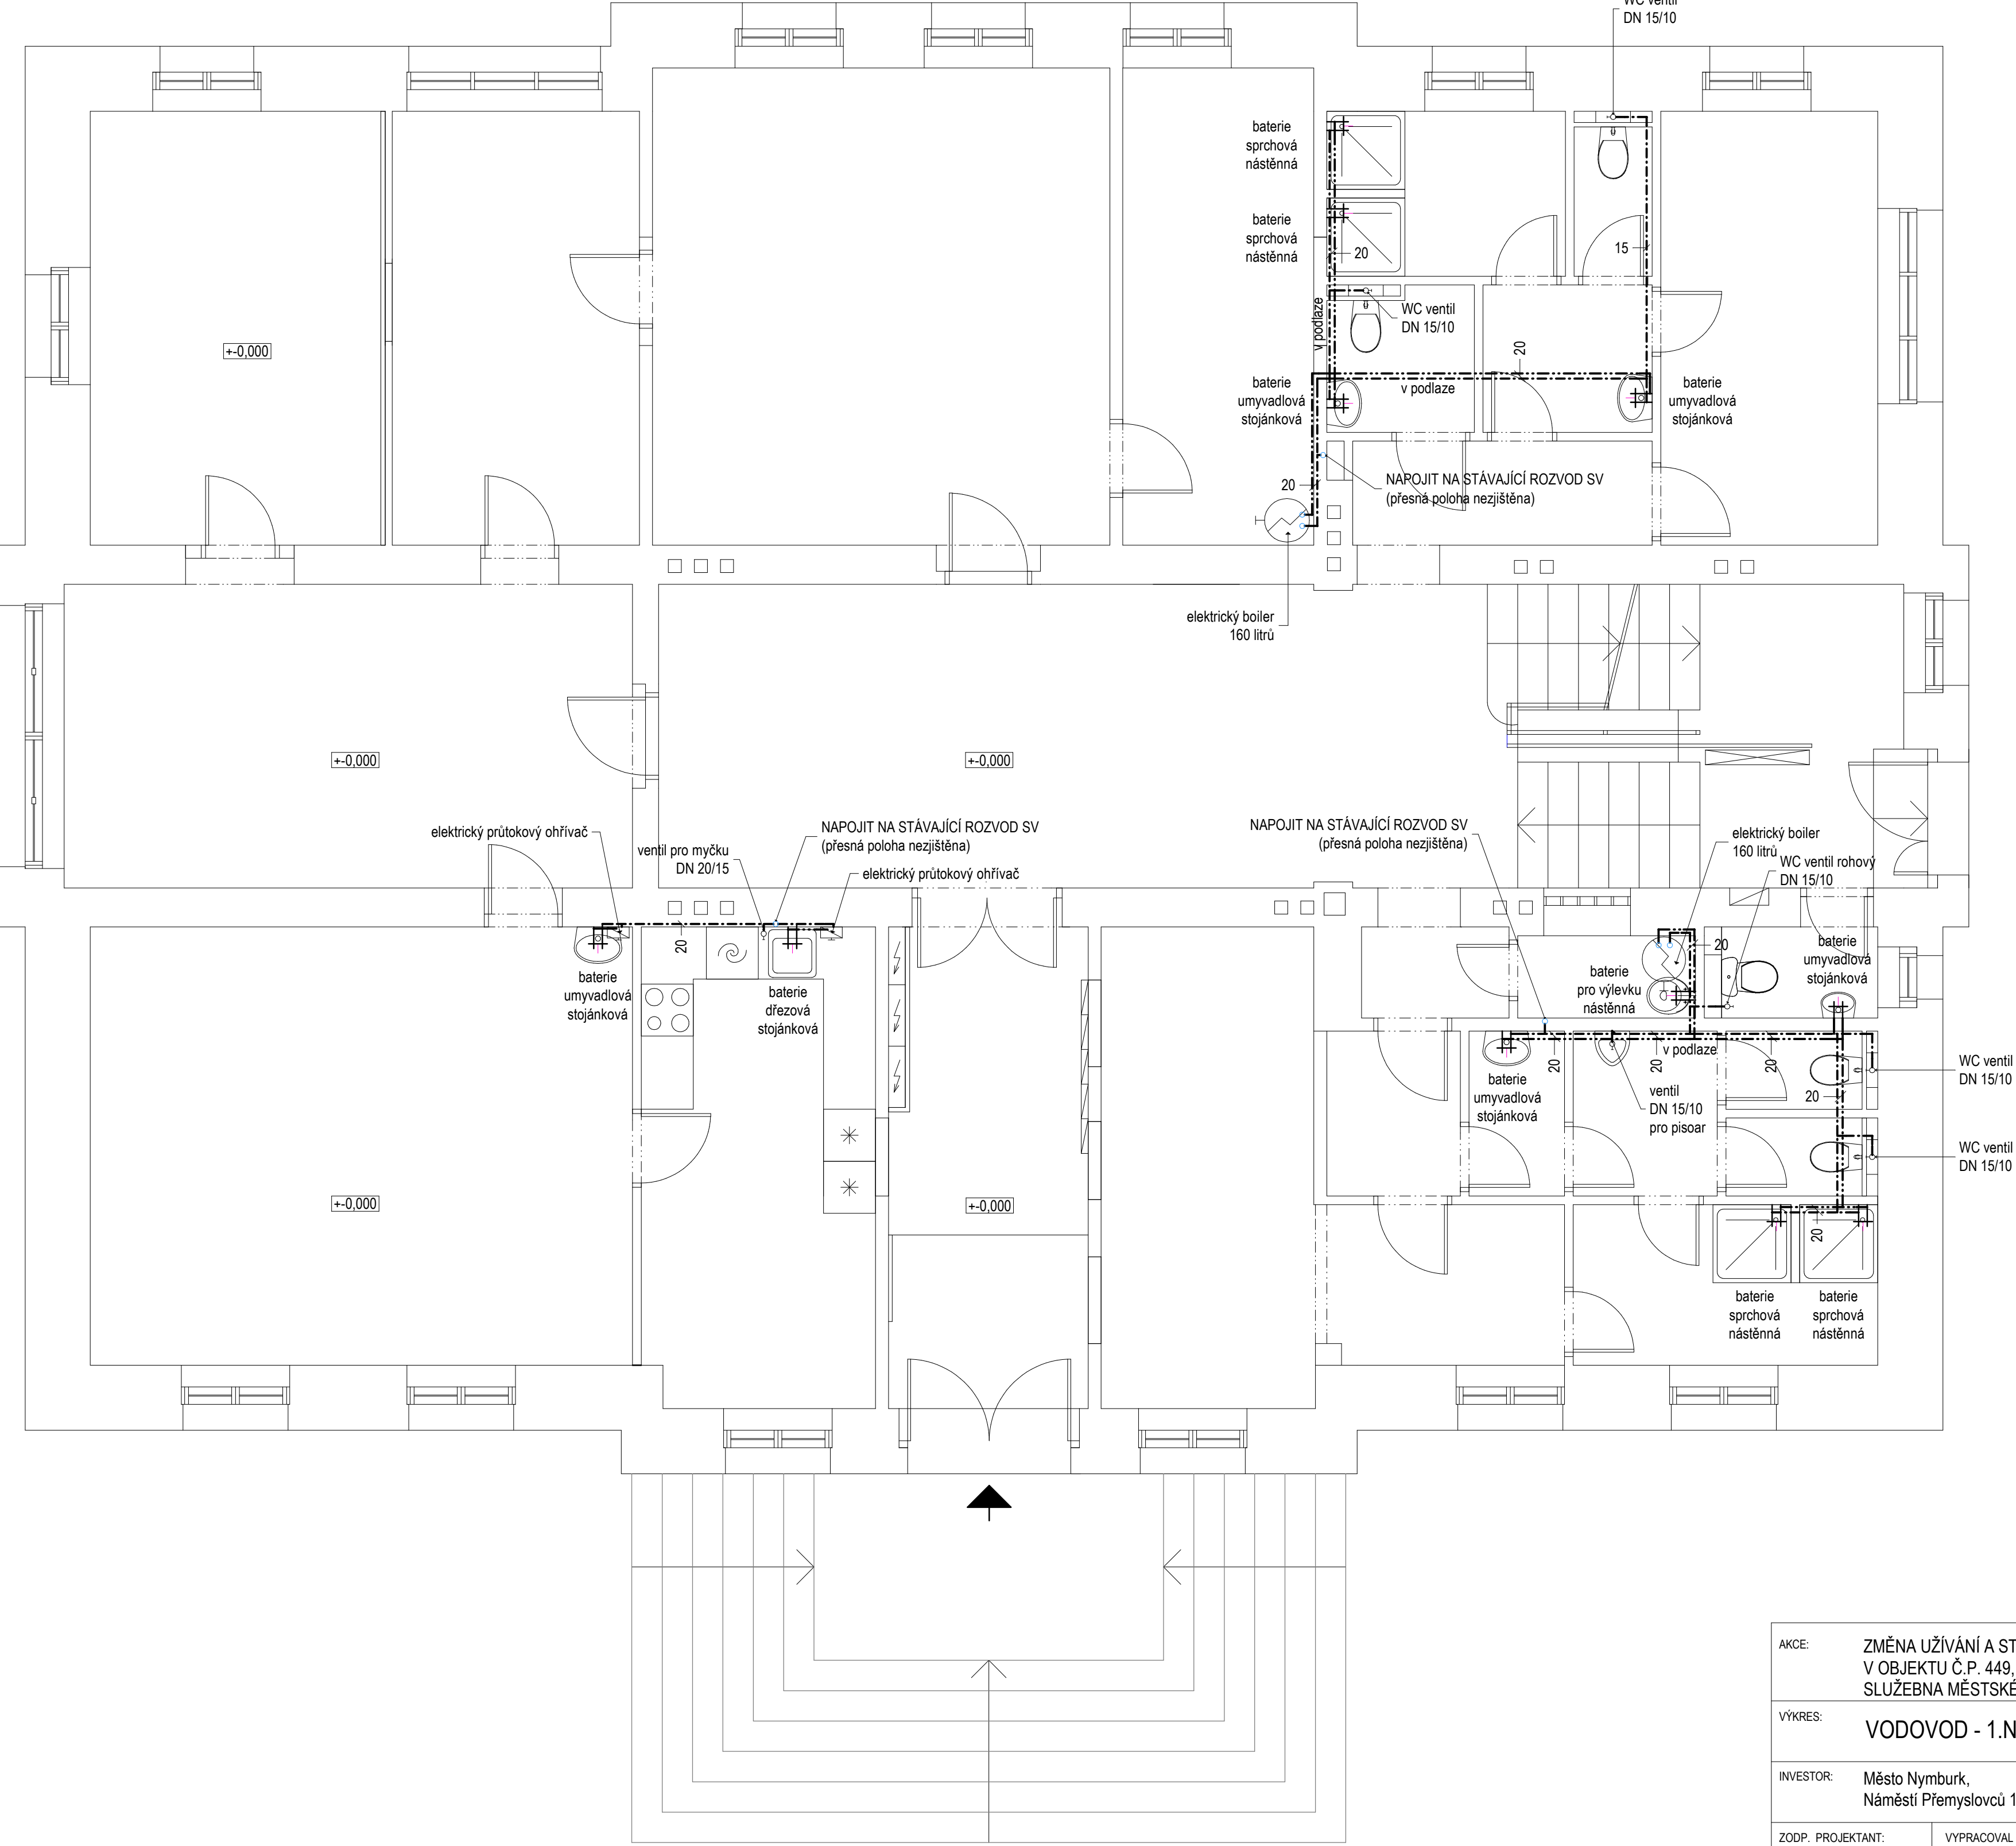 WC ventil
DN 15/10
baterie
sprchová
nástěnná
baterie
sprchová
nástěnná
20
15
v podlaze
WC ventil
DN 15/10
20
+-0,000
baterie
umyvadlová
stojánková
v podlaze
baterie
umyvadlová
stojánková
NAPOJIT NA STÁVAJÍCÍ ROZVOD SV
(přesná poloha nezjištěna)
20
elektrický boiler
160 litrů
+-0,000
+-0,000
elektrický průtokový ohřívač
ventil pro myčku
DN 20/15
NAPOJIT NA STÁVAJÍCÍ ROZVOD SV
(přesná poloha nezjištěna)
elektrický průtokový ohřívač
NAPOJIT NA STÁVAJÍCÍ ROZVOD SV
(přesná poloha nezjištěna)
elektrický boiler
160 litrů
WC ventil rohový
DN 15/10
20
baterie
umyvadlová
stojánková
baterie
dřezová
stojánková
baterie
pro výlevku
nástěnná
20
baterie
umyvadlová
stojánková
v podlaze
20
20
20
20
baterie
umyvadlová
stojánková
ventil
DN 15/10
pro pisoar
WC ventil
DN 15/10
WC ventil
DN 15/10
+-0,000
+-0,000
20
baterie
sprchová
nástěnná
baterie
sprchová
nástěnná
AKCE:
ZMĚNA UŽÍVÁNÍ A ST
V OBJEKTU Č.P. 449,
SLUŽEBNA MĚSTSKÉ
VÝKRES:
VODOVOD - 1.N
INVESTOR:
Město Nymburk,
Náměstí Přemyslovců 1
ZODP. PROJEKTANT:
VYPRACOVAL